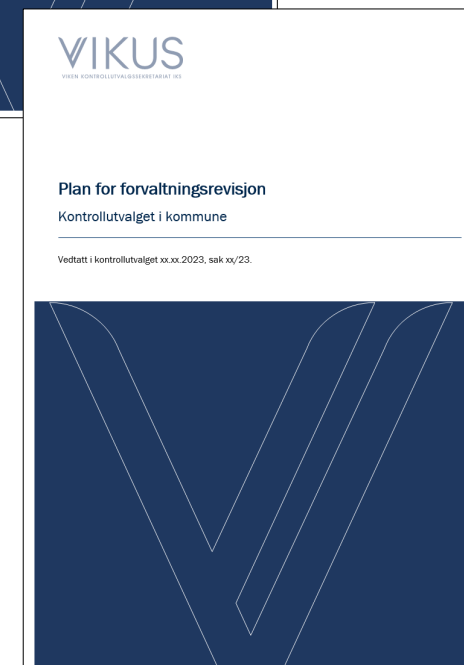 VIKUS
VIKEN KONTROLLUTVALGSSEKRETARIAT IKS
Plan for forvaltningsrevisjon
Kontrollutvalget i kommune
Vedtatt i kontrollutvalget xx.xx.2023, sak xx/23.